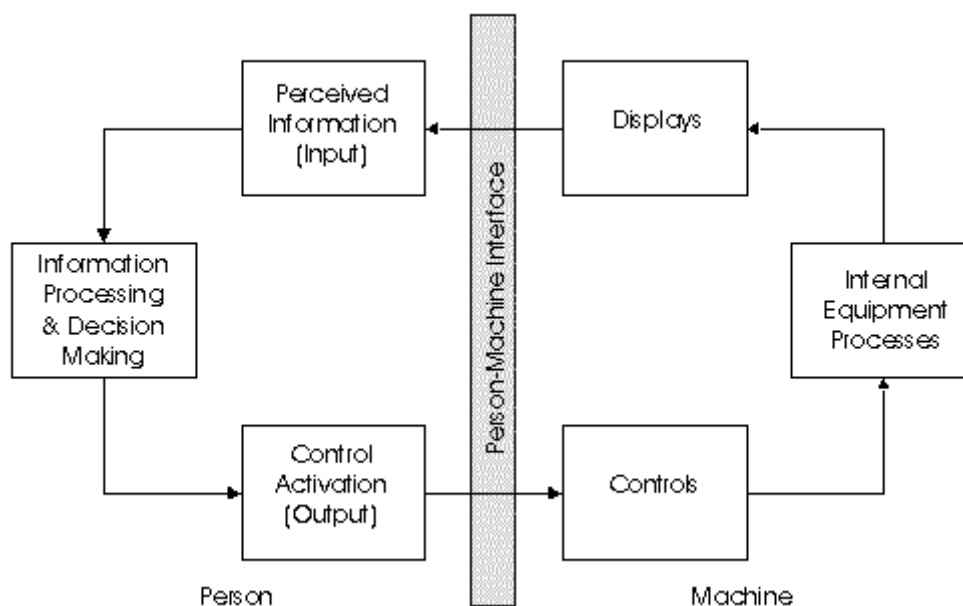 Perceived
Information
(Input)
Displays
Information
Processing
& Decision
Making
Person-Machine Interface
Internal
Equipment
Processes
Control
Activation
(Output)
Controls
Person
Machine